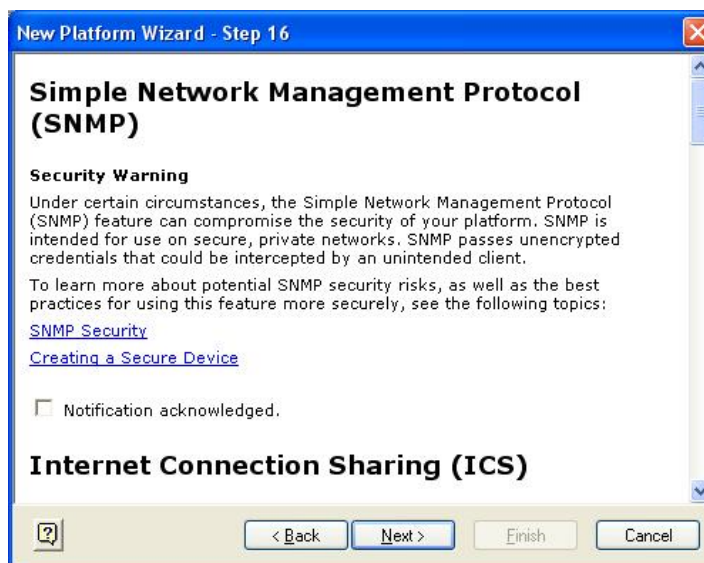 New Platform Wizard - Step 16
Simple Network Management Protocol
(SNMP)
Security Warning
Under certain circumstances, the Simple Network Management Protocol
(SNMP) feature can compromise the security of your platform. SNMP is
intended for use on secure, private networks. SNMP passes unencrypted
credentials that could be intercepted by an unintended client.
To learn more about potential SNMP security risks, as well as the best
practices for using this feature more securely, see the following topics:
SNMP Security
Creating a Secure Device
Notification acknowledged.
Internet Connection Sharing (ICS)
< Back Next > Finish Cancel